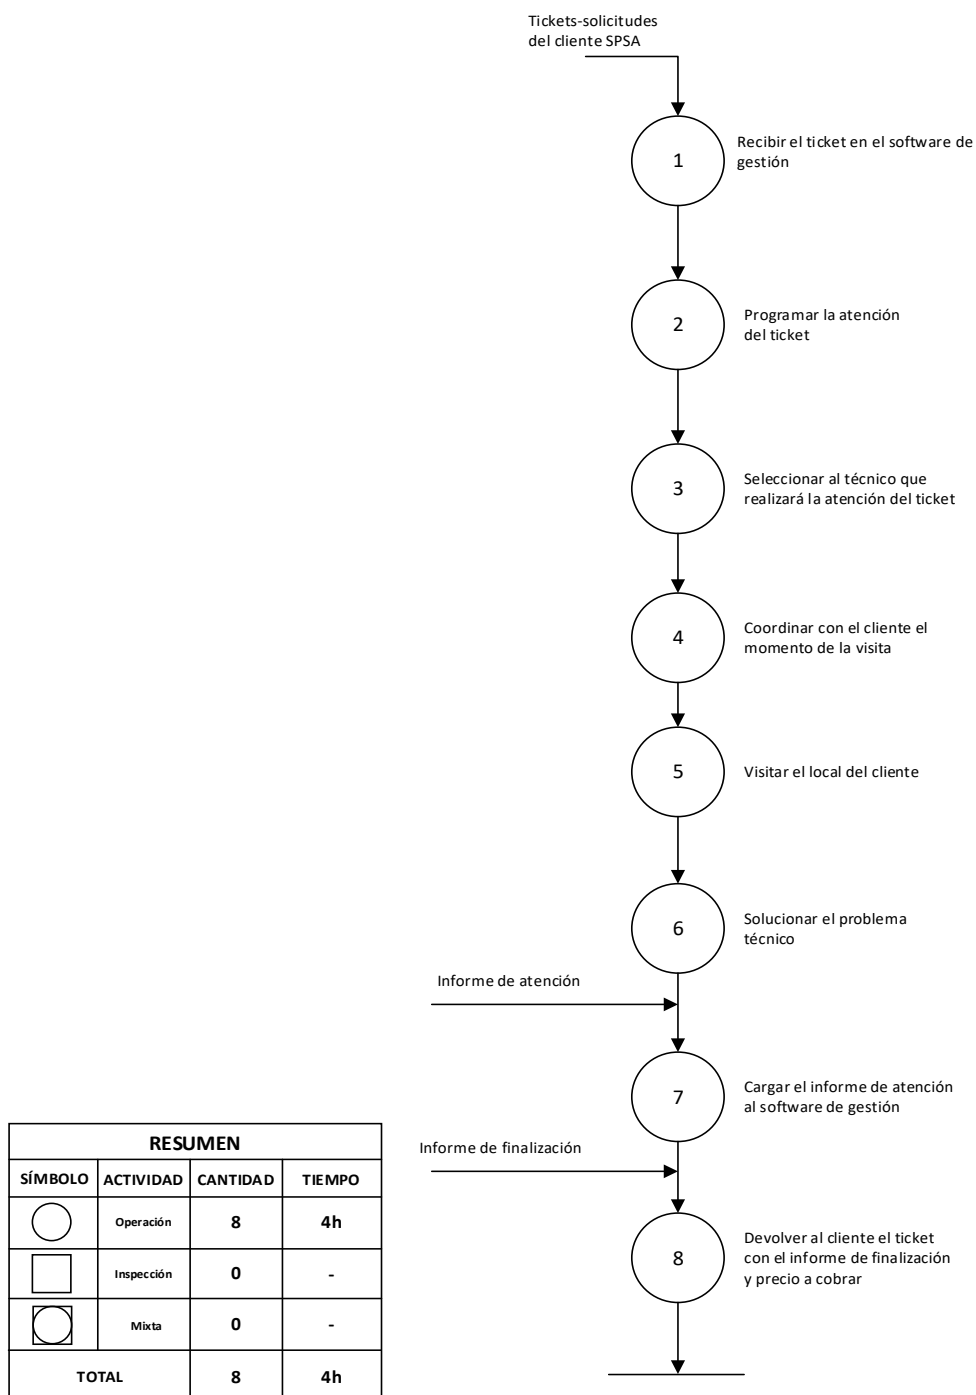 Tickets-solicitudes
del cliente SPSA
1
Recibir el ticket en el software de
gestión
2
Programar la atención
del ticket
3
Seleccionar al técnico que
realizará la atención del ticket
4
Coordinar con el cliente el
momento de la visita
5
Visitar el local del cliente
6
Solucionar el problema
técnico
Informe de atención
7
Cargar el informe de atención
al software de gestión
Informe de finalización
8
Devolver al cliente el ticket
con el informe de finalización
y precio a cobrar
RESUMEN
SÍMBOLO ACTIVIDAD CANTIDAD TIEMPO
Operación 8 4h
Inspección 0 -
Mixta 0 -
TOTAL 8 4h